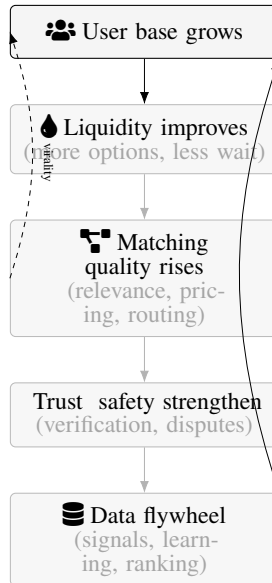 User base grows
Liquidity improves
(more options, less wait)
virality
Matching
quality rises
(relevance, pric-
ing, routing)
Trust safety strengthen
(verification, disputes)
Data flywheel
(signals, learn-
ing, ranking)